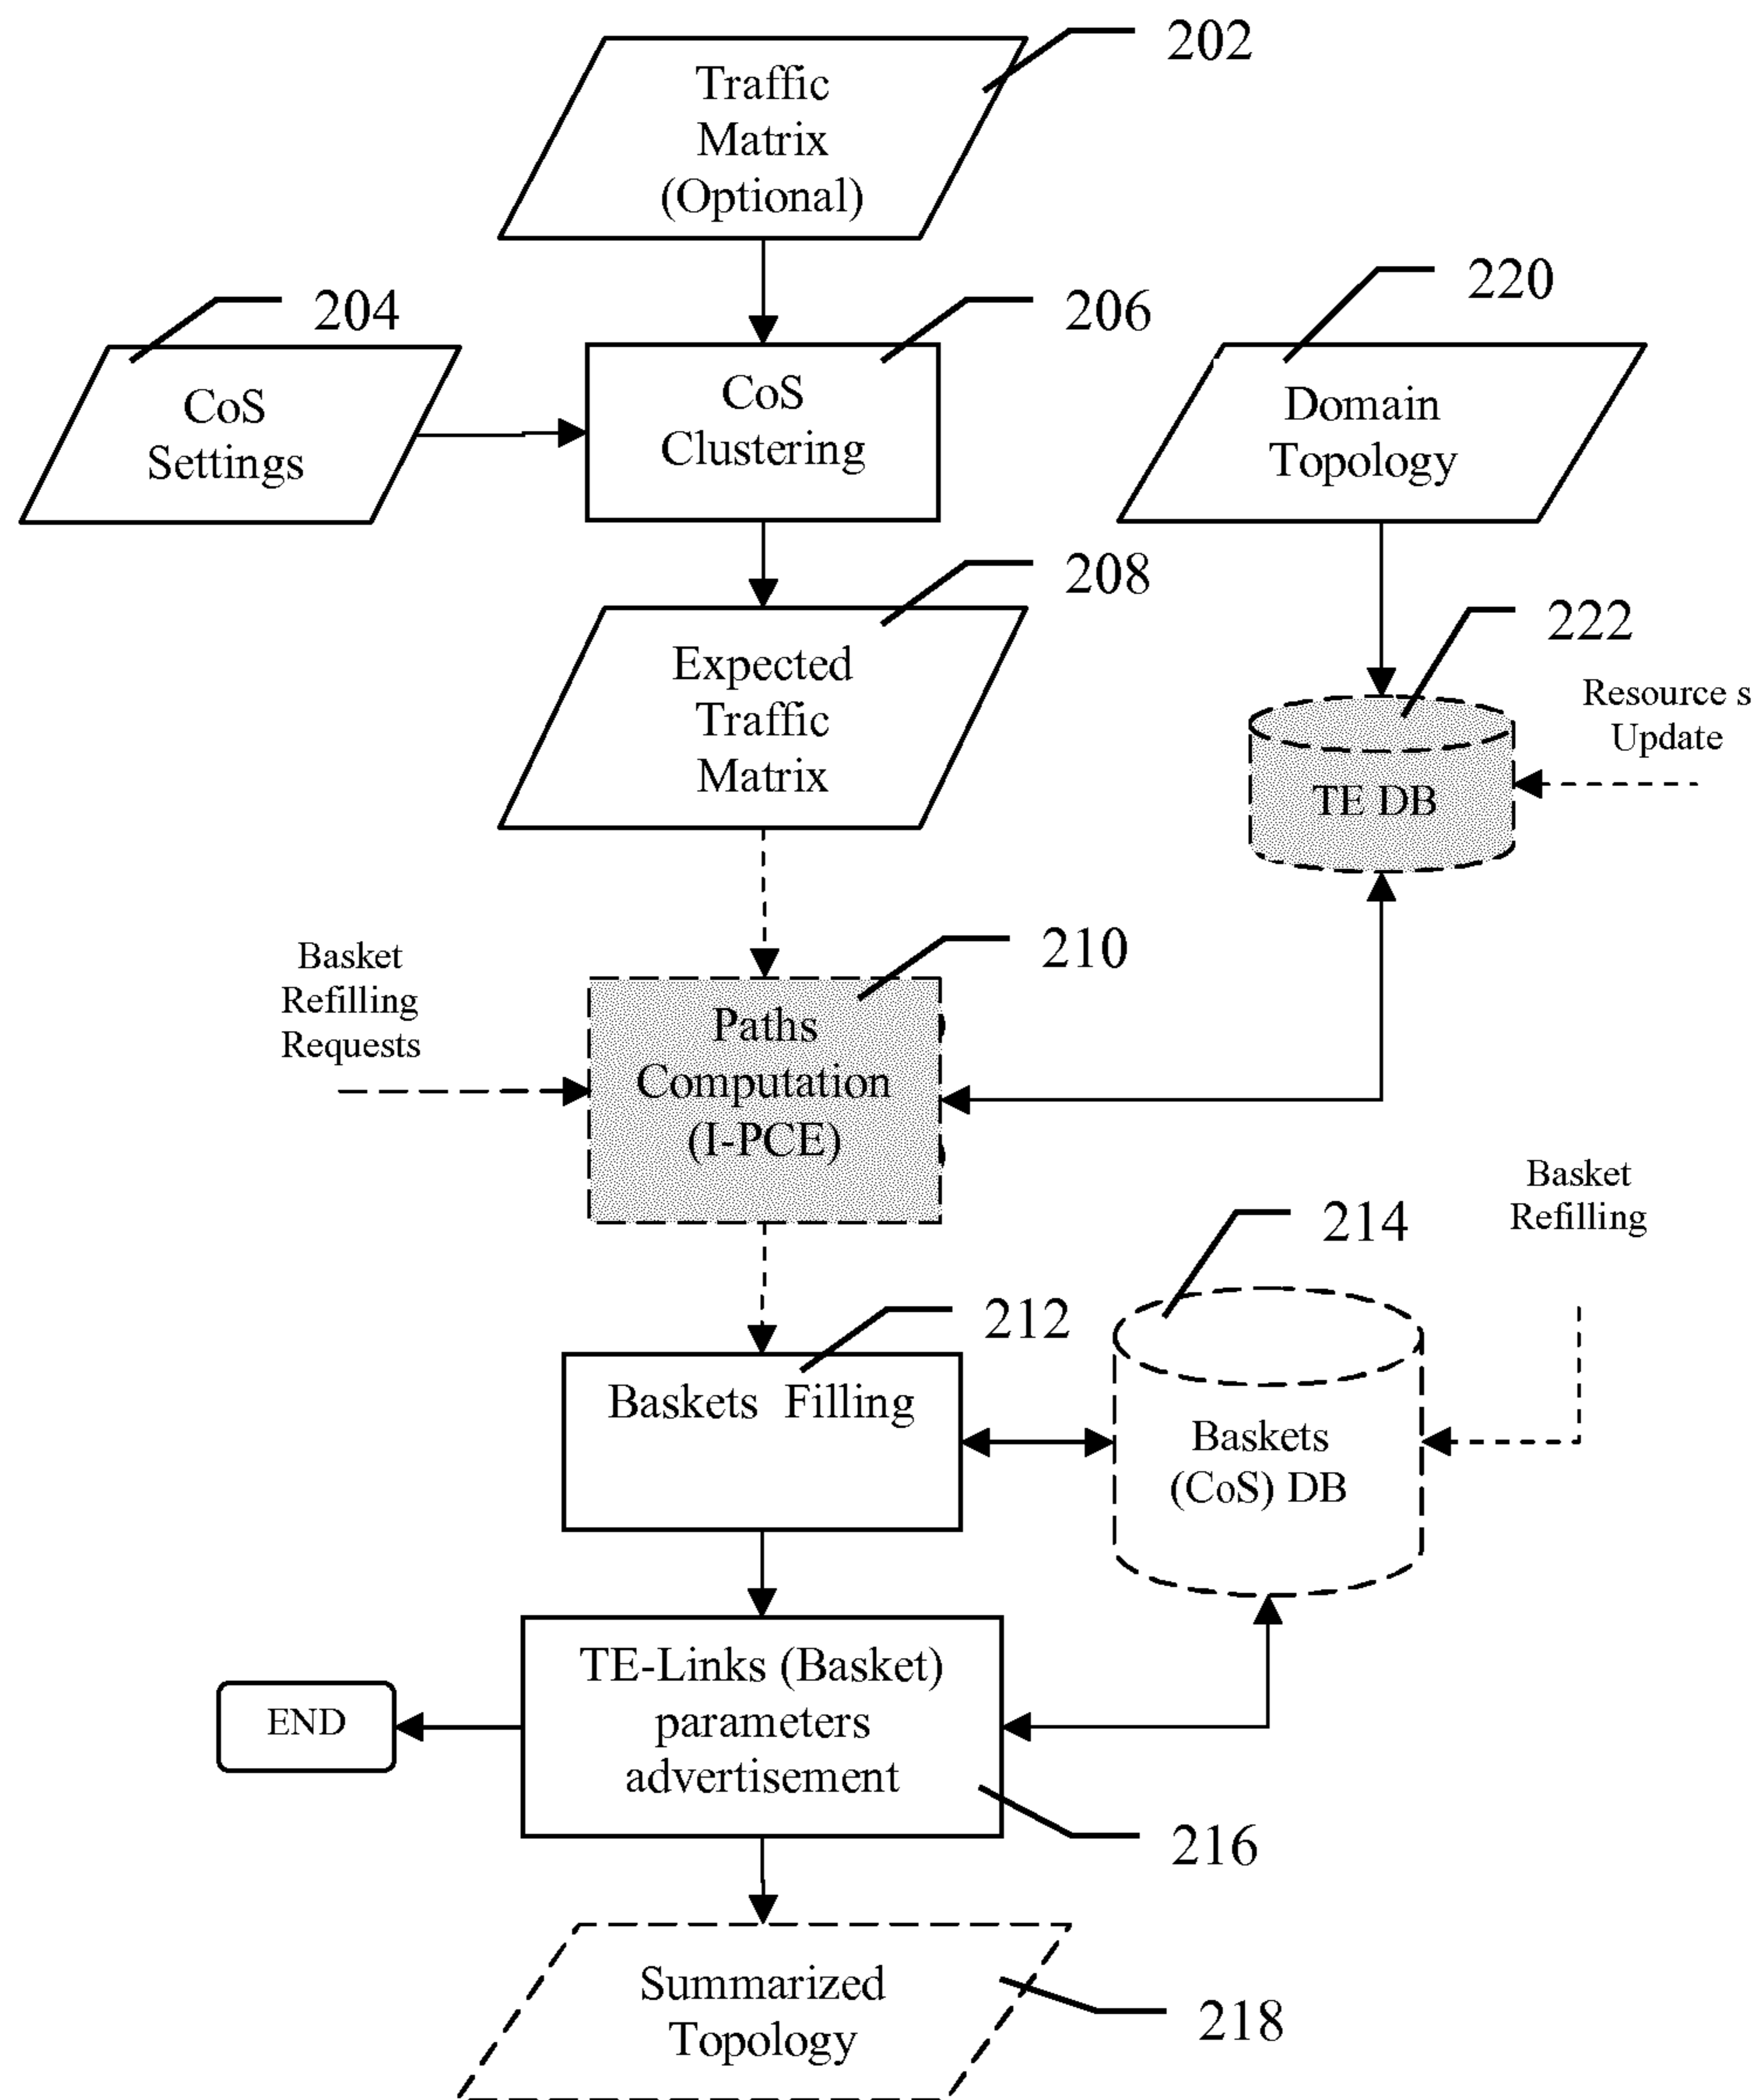 202
Traffic
Matrix
(Optional)
204
206
220
CoS
Settings
CoS
Clustering
Domain
Topology
208
222
Expected
Traffic
Matrix
Resource s
Update
TE DB
210
Basket
Refilling
Requests
Paths
Computation
(I-PCE)
Basket
Refilling
214
212
Baskets Filling
Baskets
(CoS) DB
TE-Links (Basket)
parameters
advertisement
END
216
Summarized
Topology
218